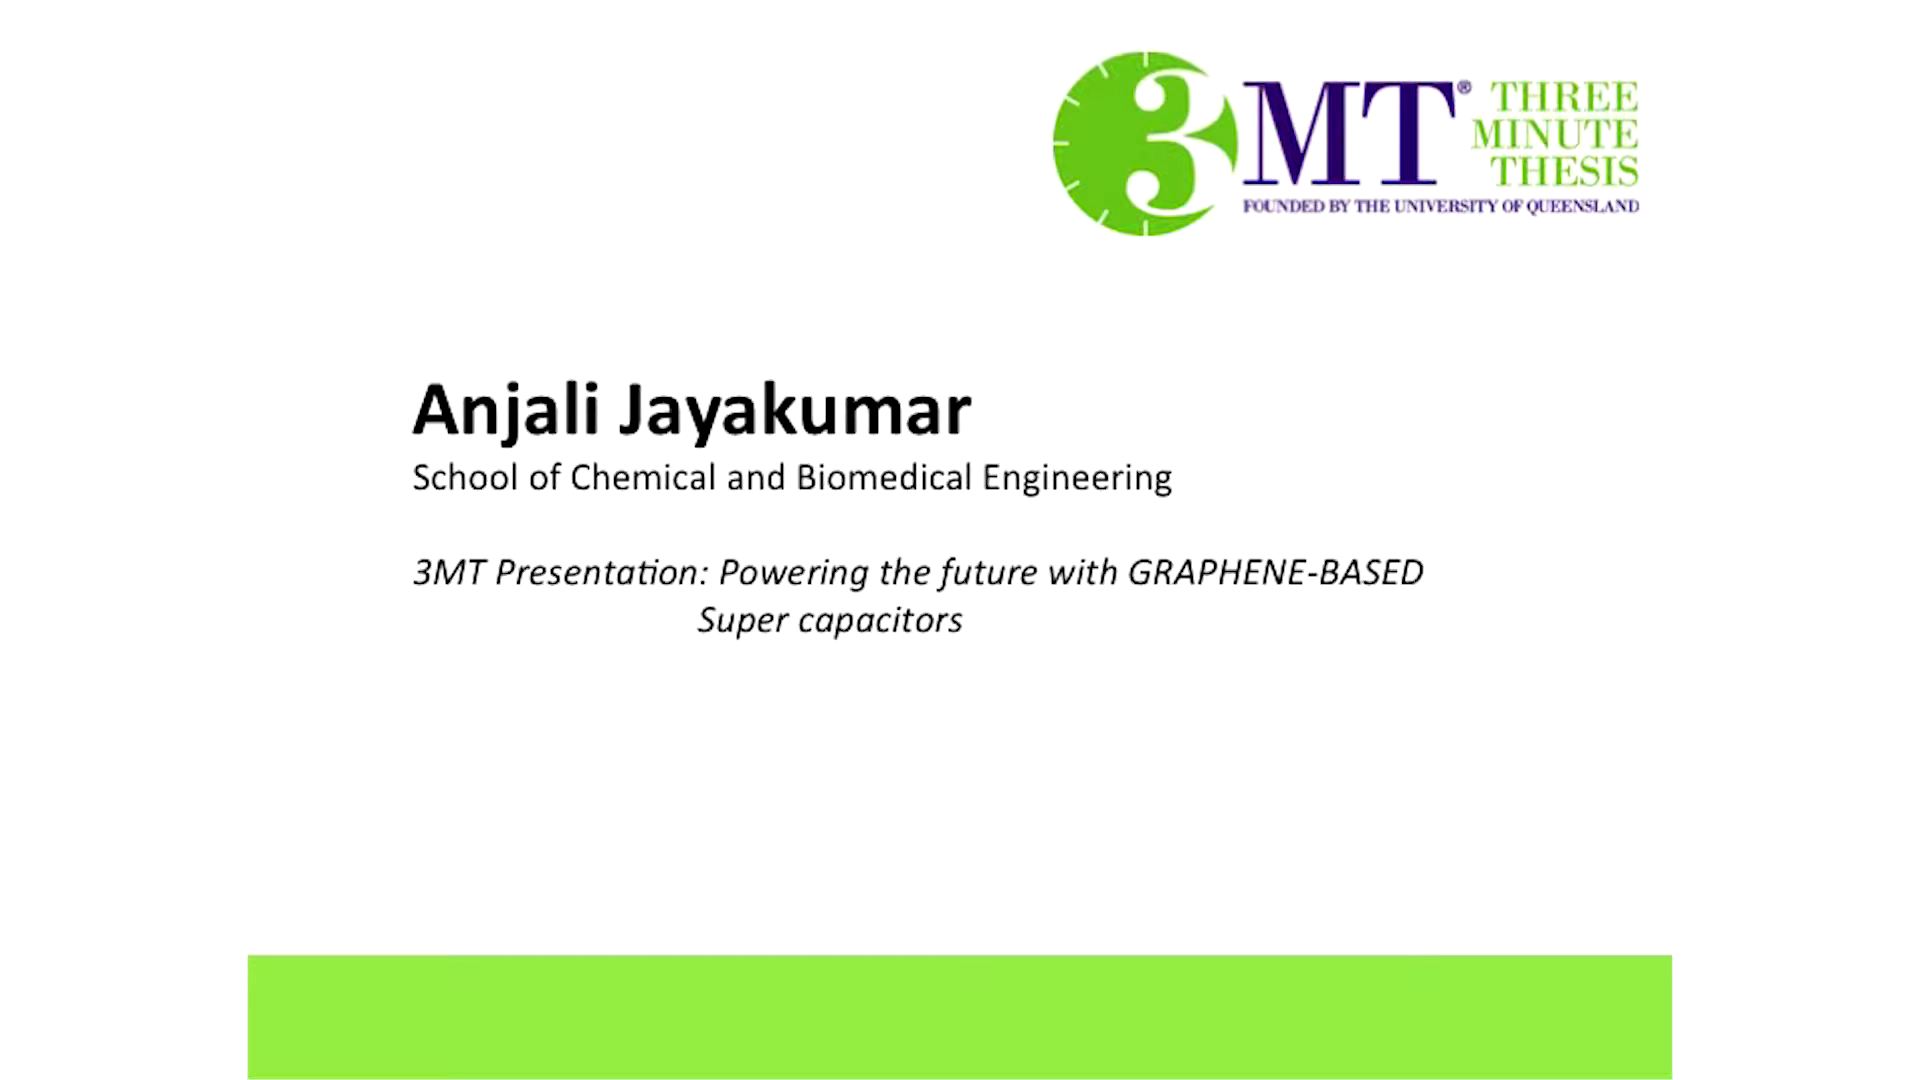 3MT® THREE
MINUTE
THESIS
FOUNDED BY THE UNIVERSITY OF QUEENSLAND
Anjali Jayakumar
School of Chemical and Biomedical Engineering
3MT Presentation: Powering the future with GRAPHENE-BASED
Super capacitors